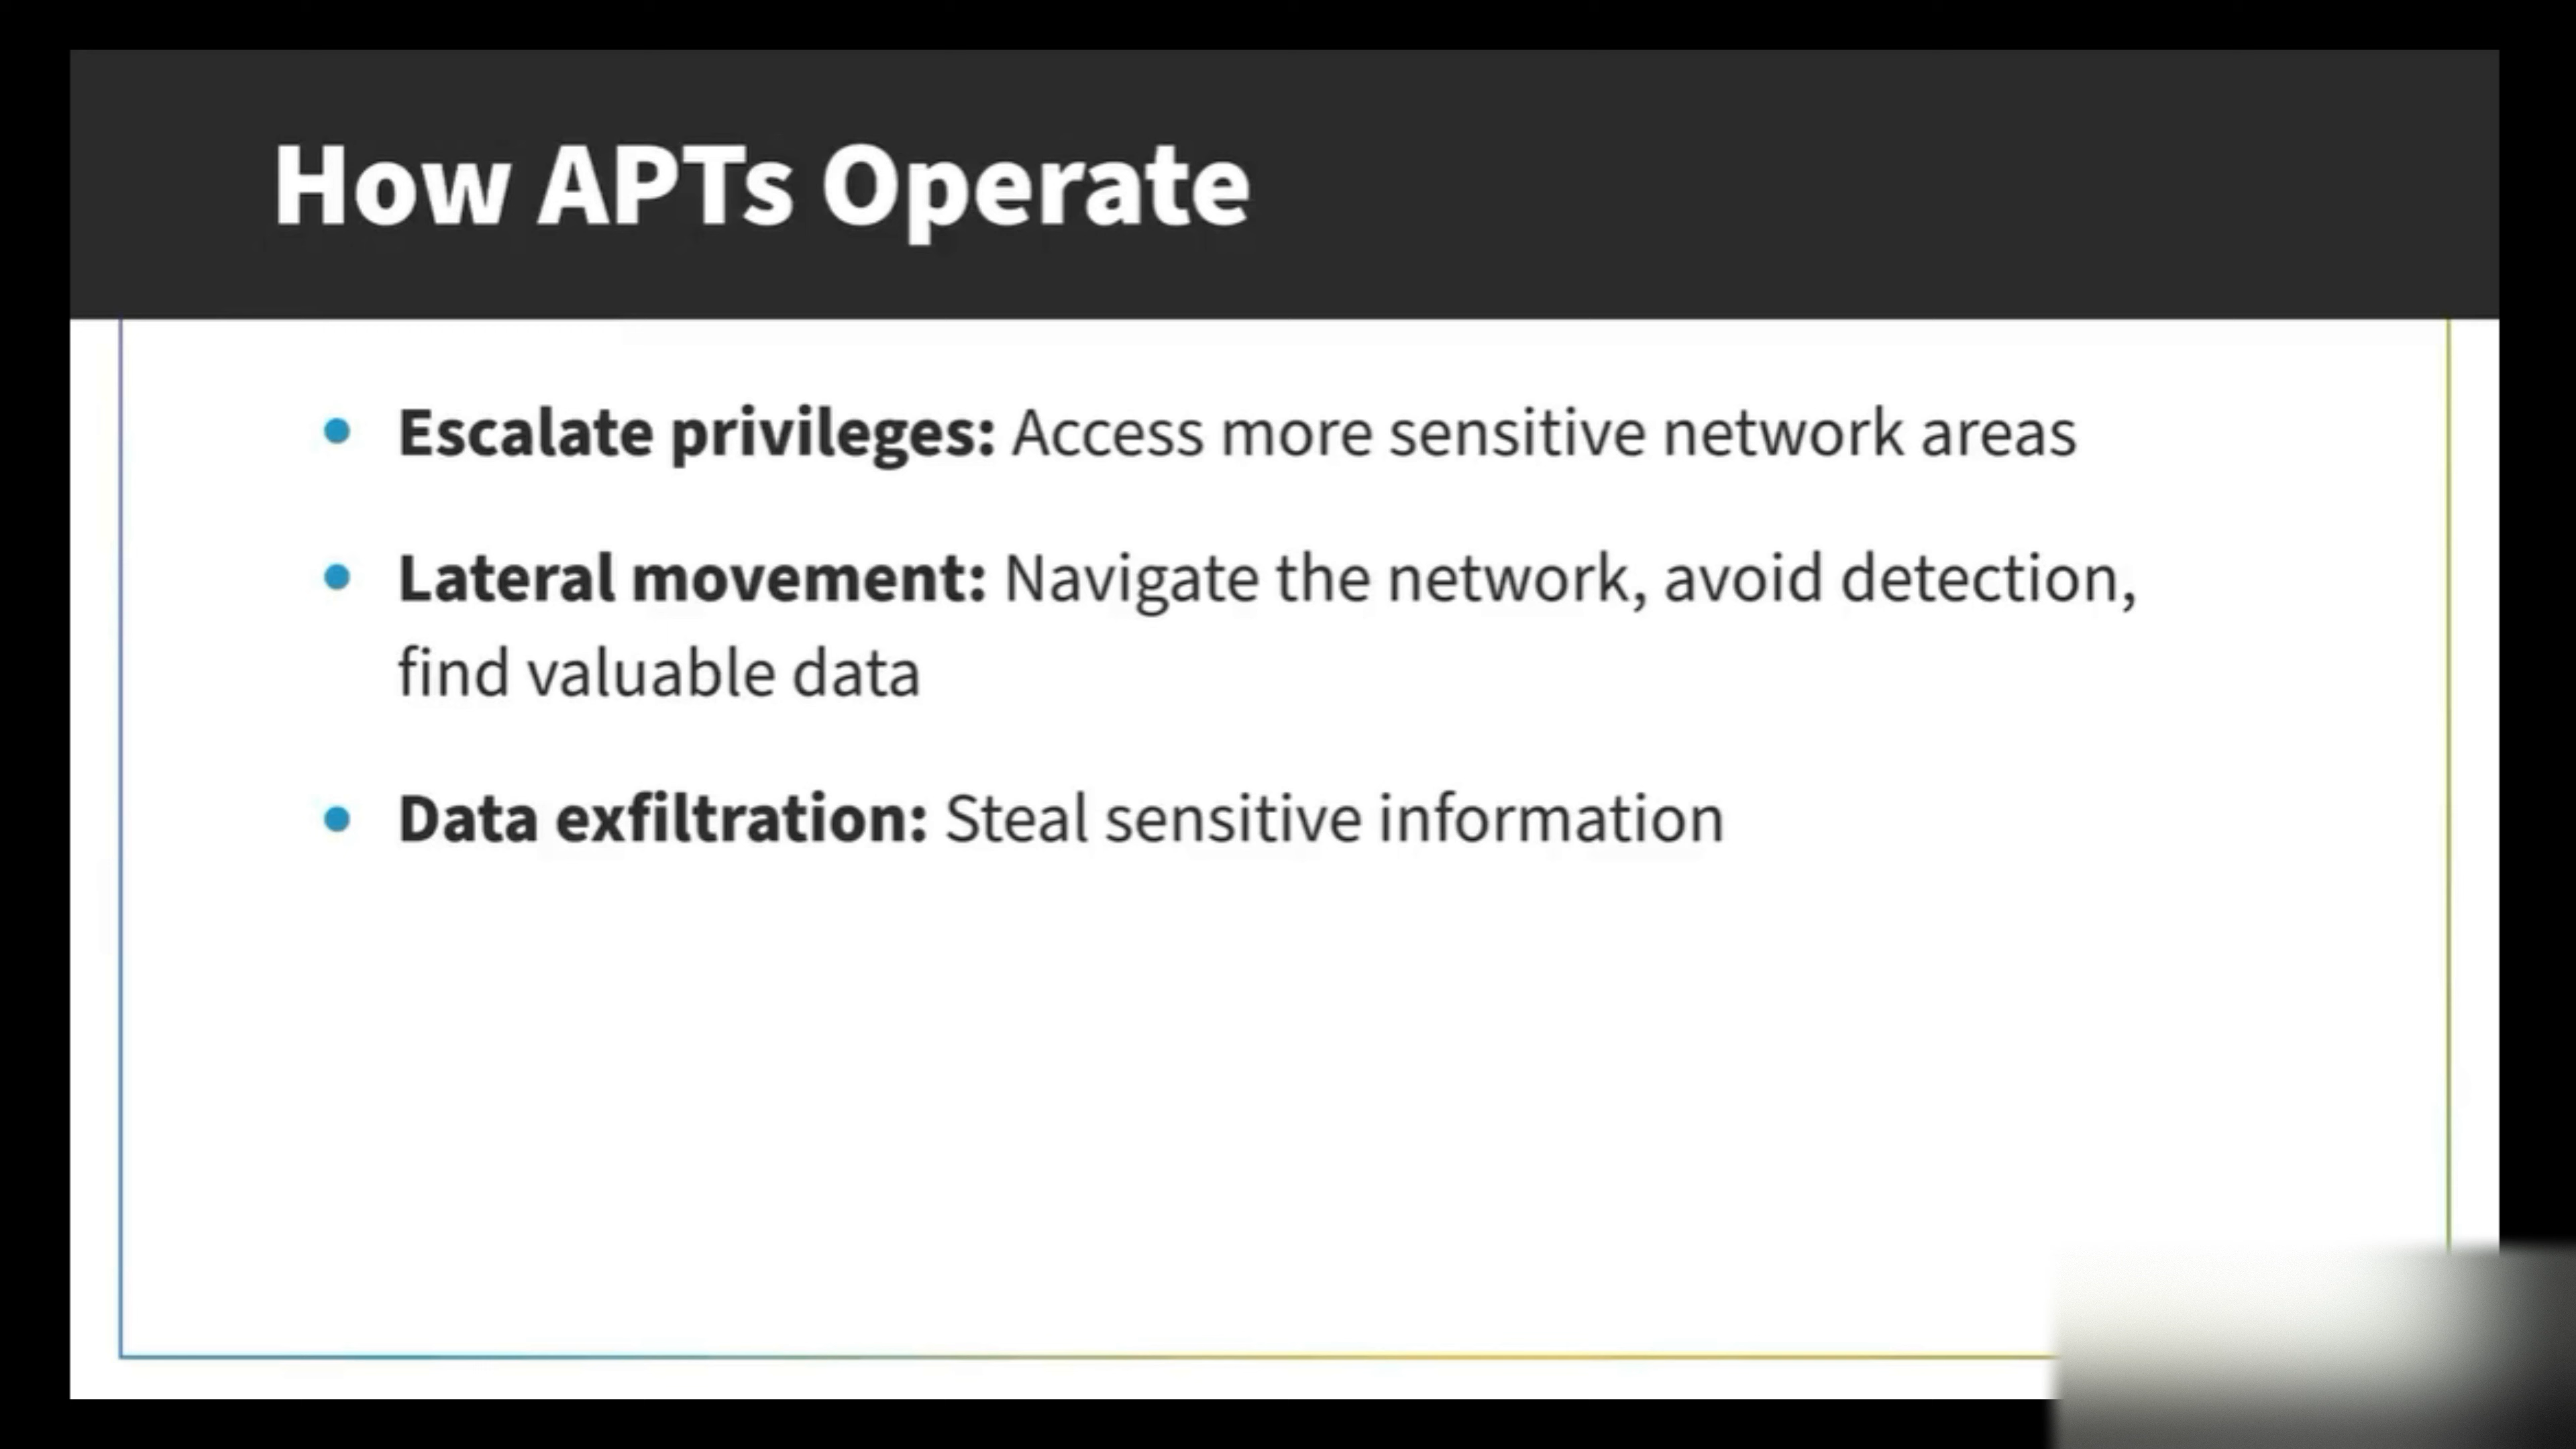 How APTs Operate
• Escalate privileges: Access more sensitive network areas
• Lateral movement: Navigate the network, avoid detection,
find valuable data
• Data exfiltration: Steal sensitive information